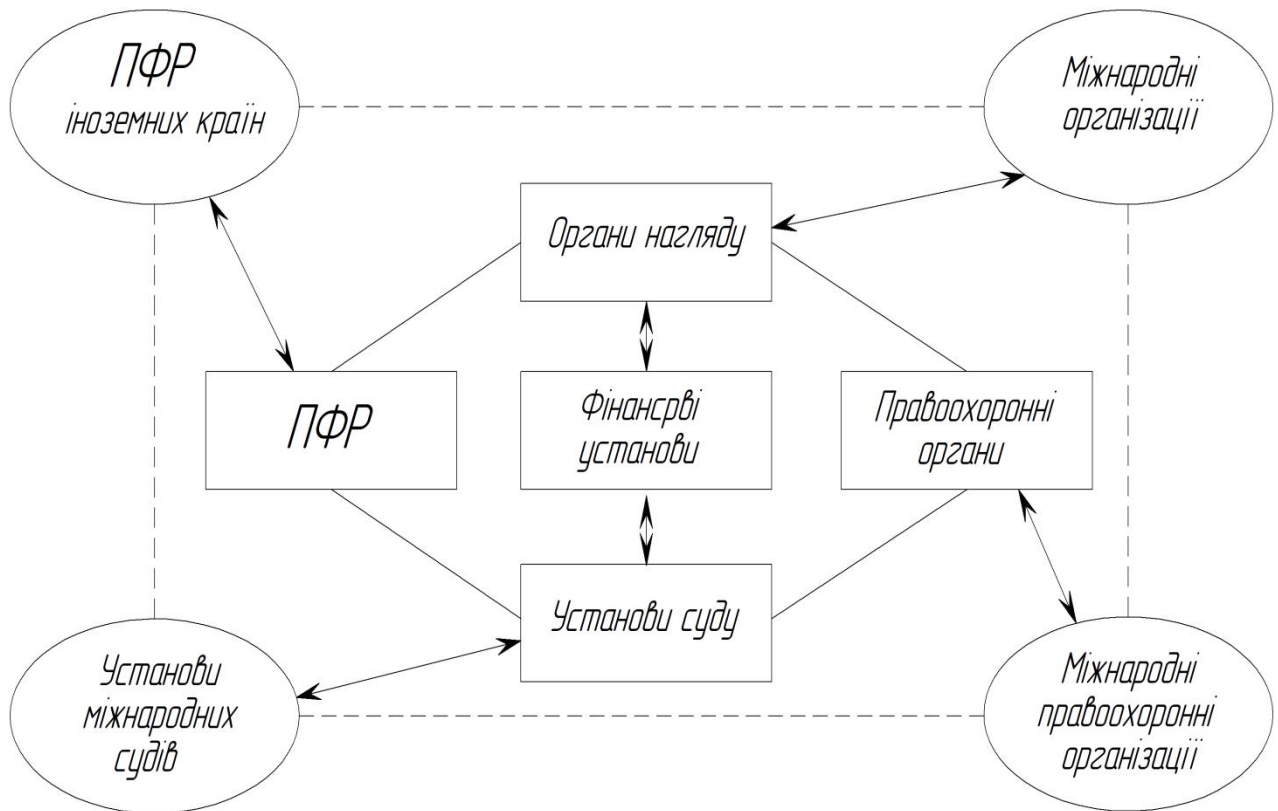 ПФР
іноземних країн
Міжнародні
організації
Органи нагляду
ПФР
Фінансрві
установи
Правоохоронні
органи
Установи суду
Установи
міжнародних
судів
Міжнародні
правоохоронні
організації